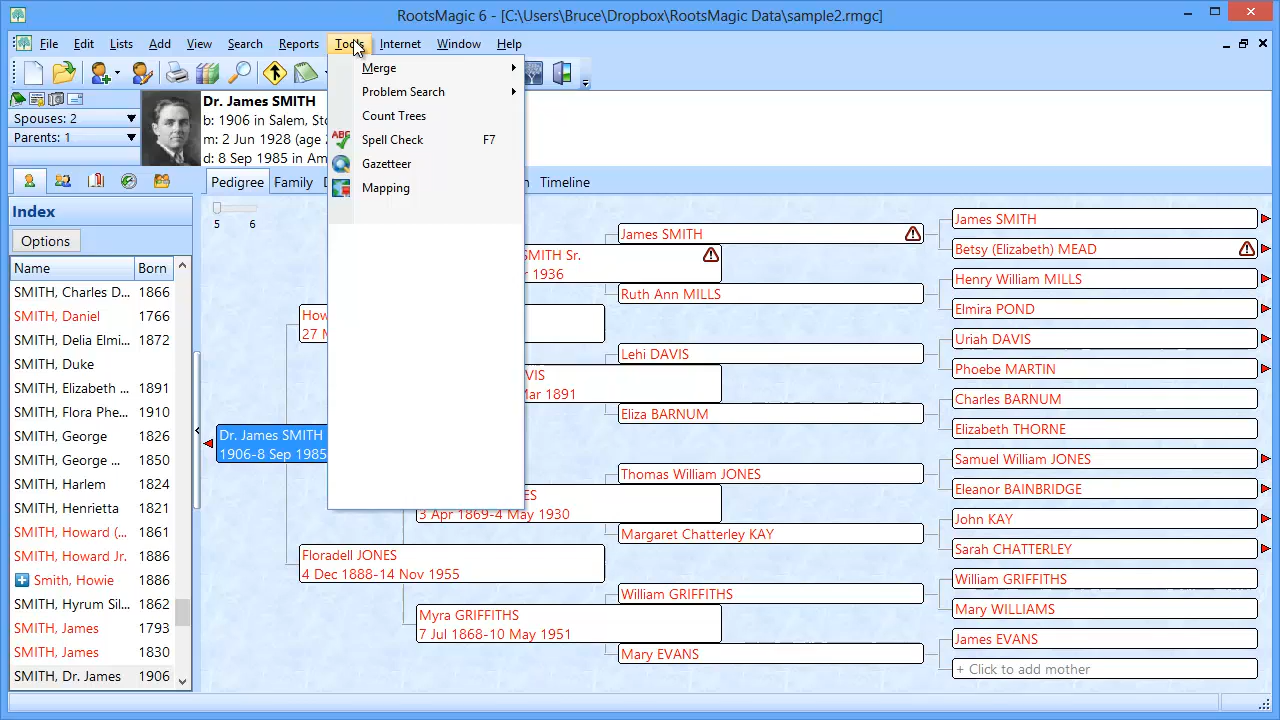 RootsMagic 6 - [C:\Users\Bruce\Dropbox\RootsMagic Data\sample2.rmgc]
File Edit Lists Add View Search Reports Tools Internet Window Help
Merge
Problem Search
Count Trees
ABC Spell Check F7
Gazetteer
Mapping
Dr. James SMITH
b: 1906 in Salem, Sto
m: 2 Jun 1928 (age 2
d: 8 Sep 1985 in Am
Spouses: 2
Parents: 1
Pedigree Family Timeline
Index
Options
Name Born
SMITH, Charles D... 1866
SMITH, Daniel 1766
SMITH, Delia Elmi... 1872
SMITH, Duke
SMITH, Elizabeth ... 1891
SMITH, Flora Phe... 1910
SMITH, George 1826
SMITH, George ... 1850
SMITH, Harlem 1824
SMITH, Henrietta 1821
SMITH, Howard (... 1861
SMITH, Howard Jr. 1886
Smith, Howie 1886
SMITH, Hyrum Sil... 1862
SMITH, James 1793
SMITH, James 1830
SMITH, Dr. James 1906
5 6
Dr. James SMITH
1906-8 Sep 1985
How
27 M
Floradell JONES
4 Dec 1888-14 Nov 1955
SMITH Sr.
r 1936
VIS
Mar 1891
ES
3 Apr 1869-4 May 1930
Myra GRIFFITHS
7 Jul 1868-10 May 1951
James SMITH
Ruth Ann MILLS
Lehi DAVIS
Eliza BARNUM
Thomas William JONES
Margaret Chatterley KAY
William GRIFFITHS
Mary EVANS
James SMITH
Betsy (Elizabeth) MEAD
Henry William MILLS
Elmira POND
Uriah DAVIS
Phoebe MARTIN
Charles BARNUM
Elizabeth THORNE
Samuel William JONES
Eleanor BAINBRIDGE
John KAY
Sarah CHATTERLEY
William GRIFFITHS
Mary WILLIAMS
James EVANS
+ Click to add mother